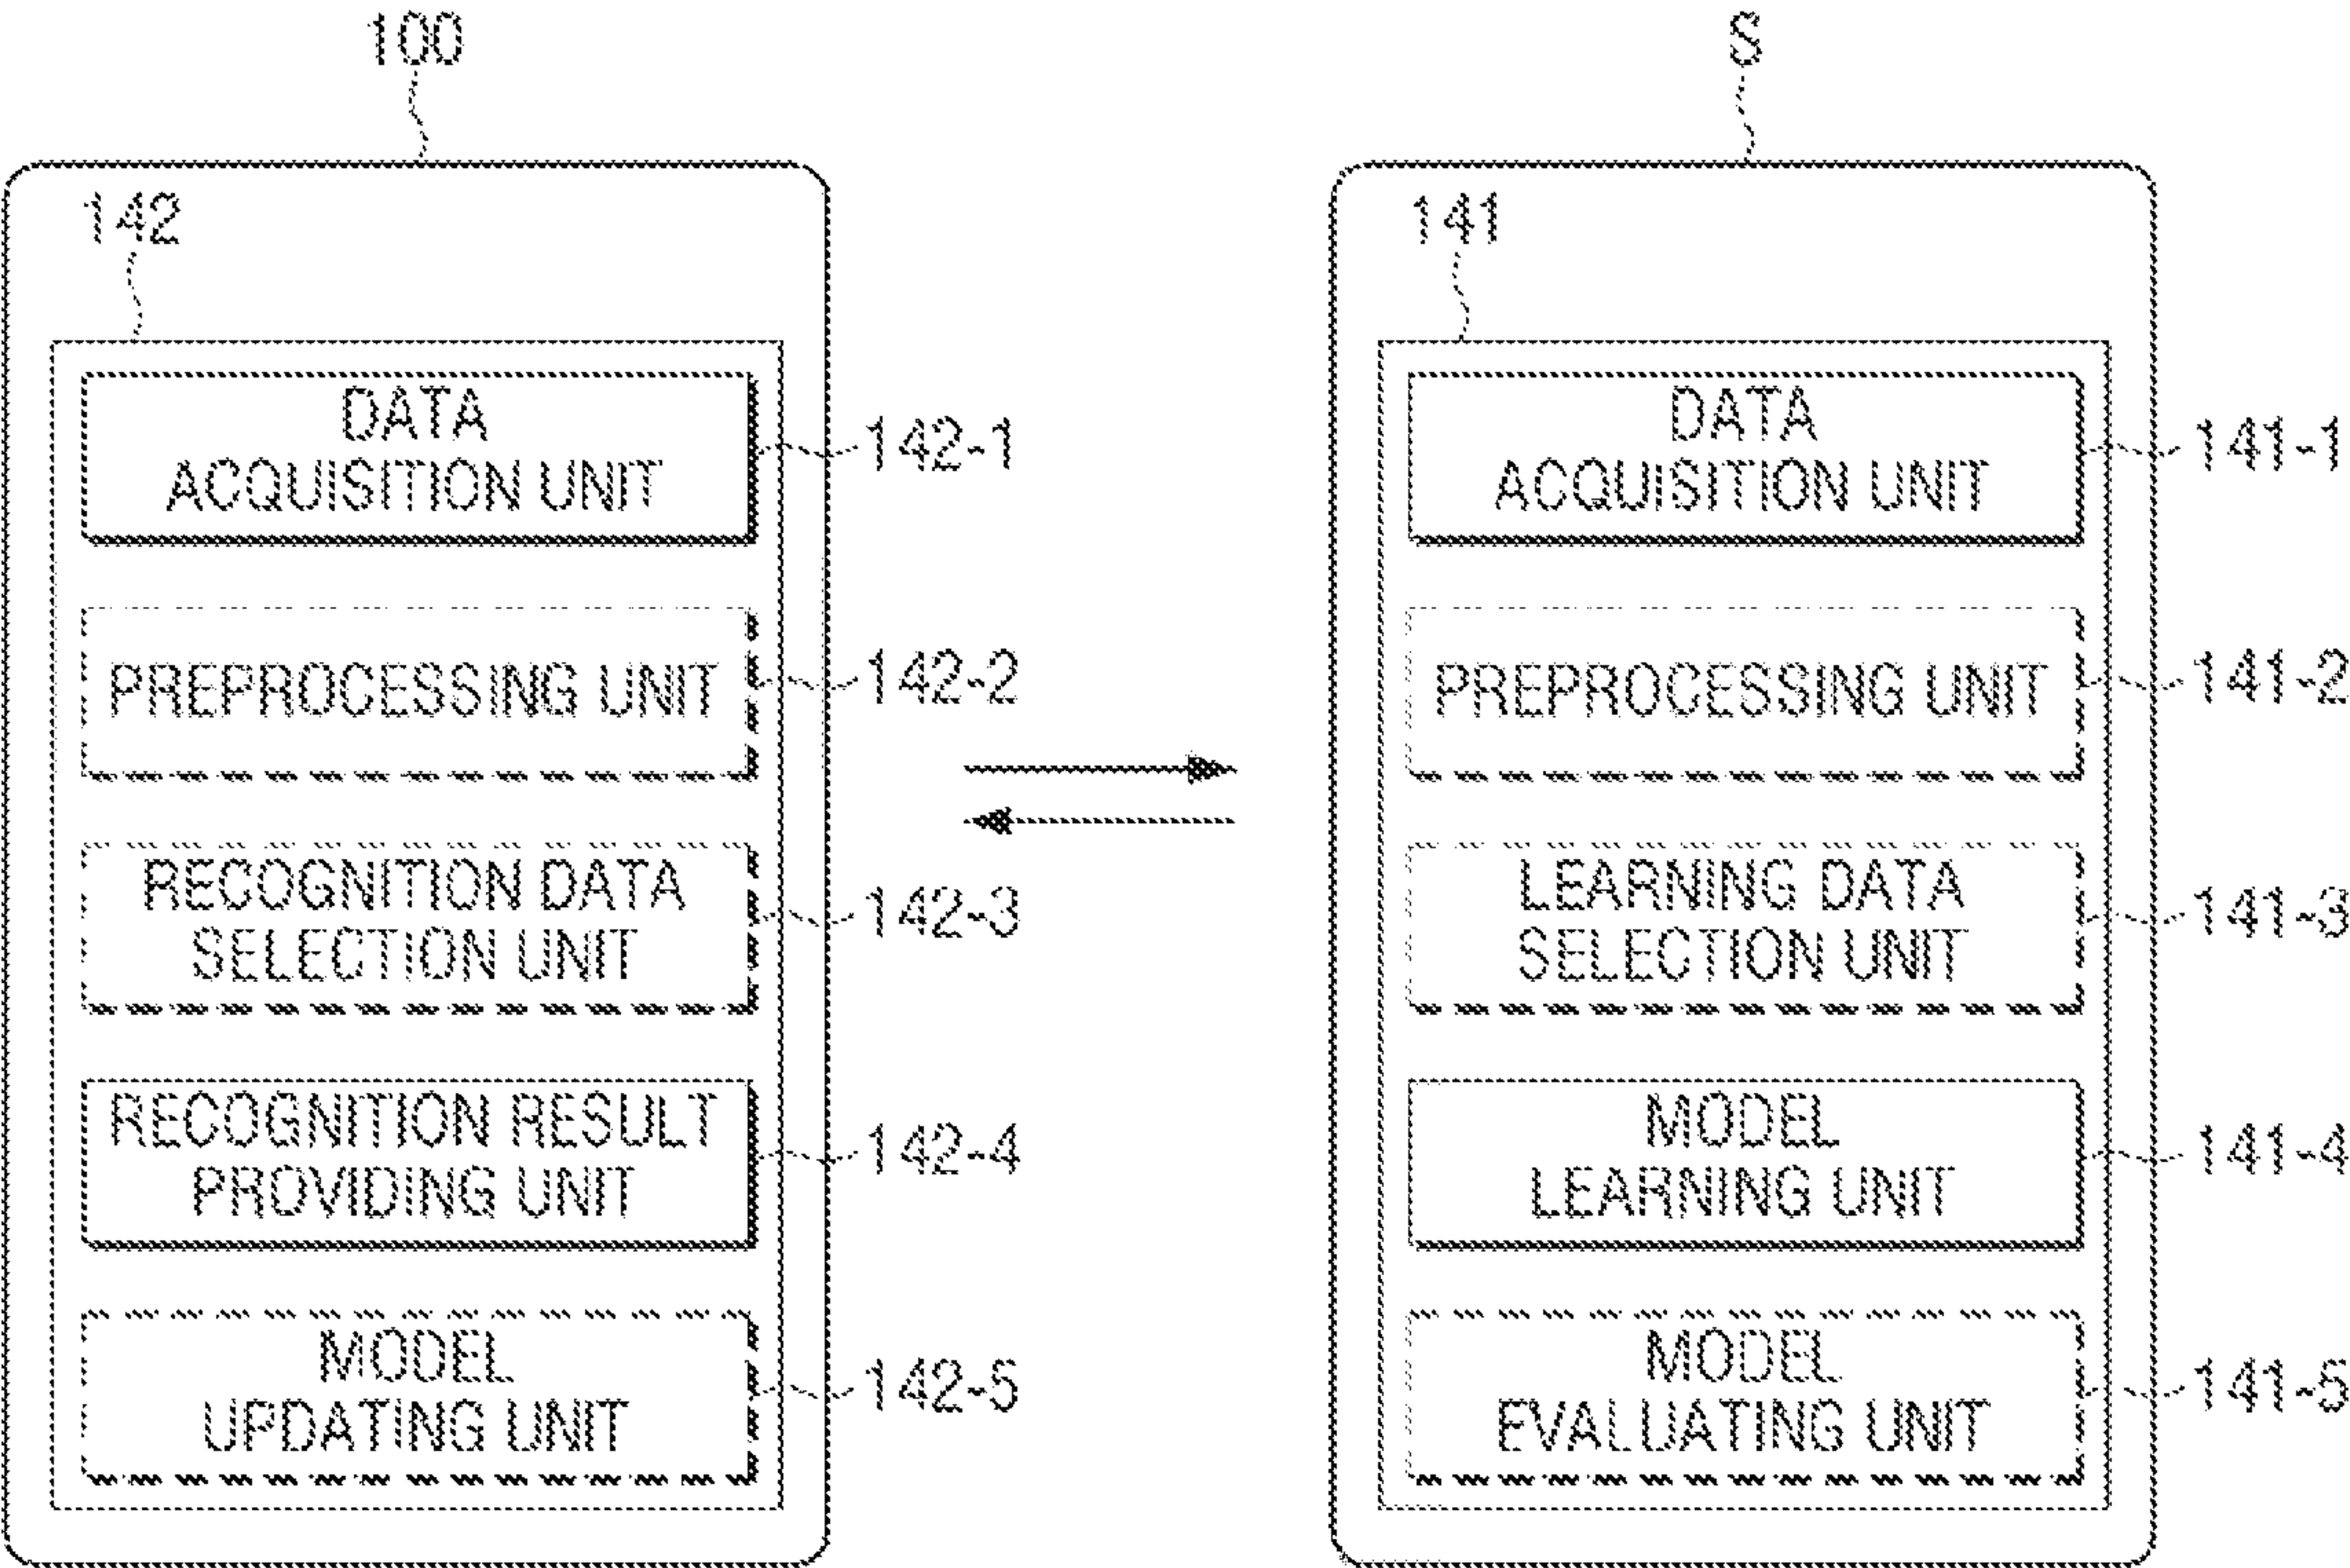 100
142
DATA
ACQUISITION UNIT
142-1
PREPROCESSING UNIT
142-2
RECOGNITION DATA
SELECTION UNIT
142-3
RECOGNITION RESULT
PROVIDING UNIT
142-4
MODEL
UPDATING UNIT
142-5
S
141
DATA
ACQUISITION UNIT
141-1
PREPROCESSING UNIT
141-2
LEARNING DATA
SELECTION UNIT
141-3
MODEL
LEARNING UNIT
141-4
MODEL
EVALUATING UNIT
141-5